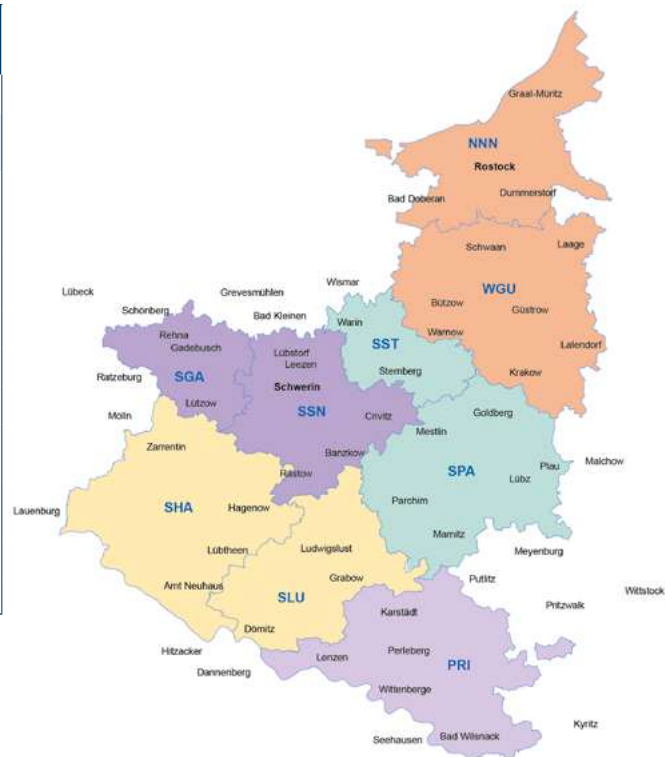 Graal-Müritz
NNN
Rostock
Bad Doberan
Dummerstorf
Schwaan
Laage
WGU
Bützow
Güstrow
Warnow
Lalendorf
Krakow
Lübeck
Grevesmühlen
Wismar
Schönberg
Bad Kleinen
Warin
SST
Sternberg
Rehna
Gadebusch
Lübstorf
Leezen
Ratzeburg
SGA
Schwerin
Lützow
SSN
Crivitz
Mölln
Goldberg
Mestlin
Zarrentin
Banzkow
Rastow
SPA
Plau
Malchow
Lübz
Lauenburg
SHA
Hagenow
Parchim
Marnitz
Lübtheen
Ludwigslust
Meyenburg
Amt Neuhaus
Grabow
Putlitz
Wittstock
SLU
Pritzwalk
Dömitz
Karstädt
Hitzacker
Dannenberg
Lenzen
Perleberg
PRI
Wittenberge
Kyritz
Seehausen
Bad Wilsnack